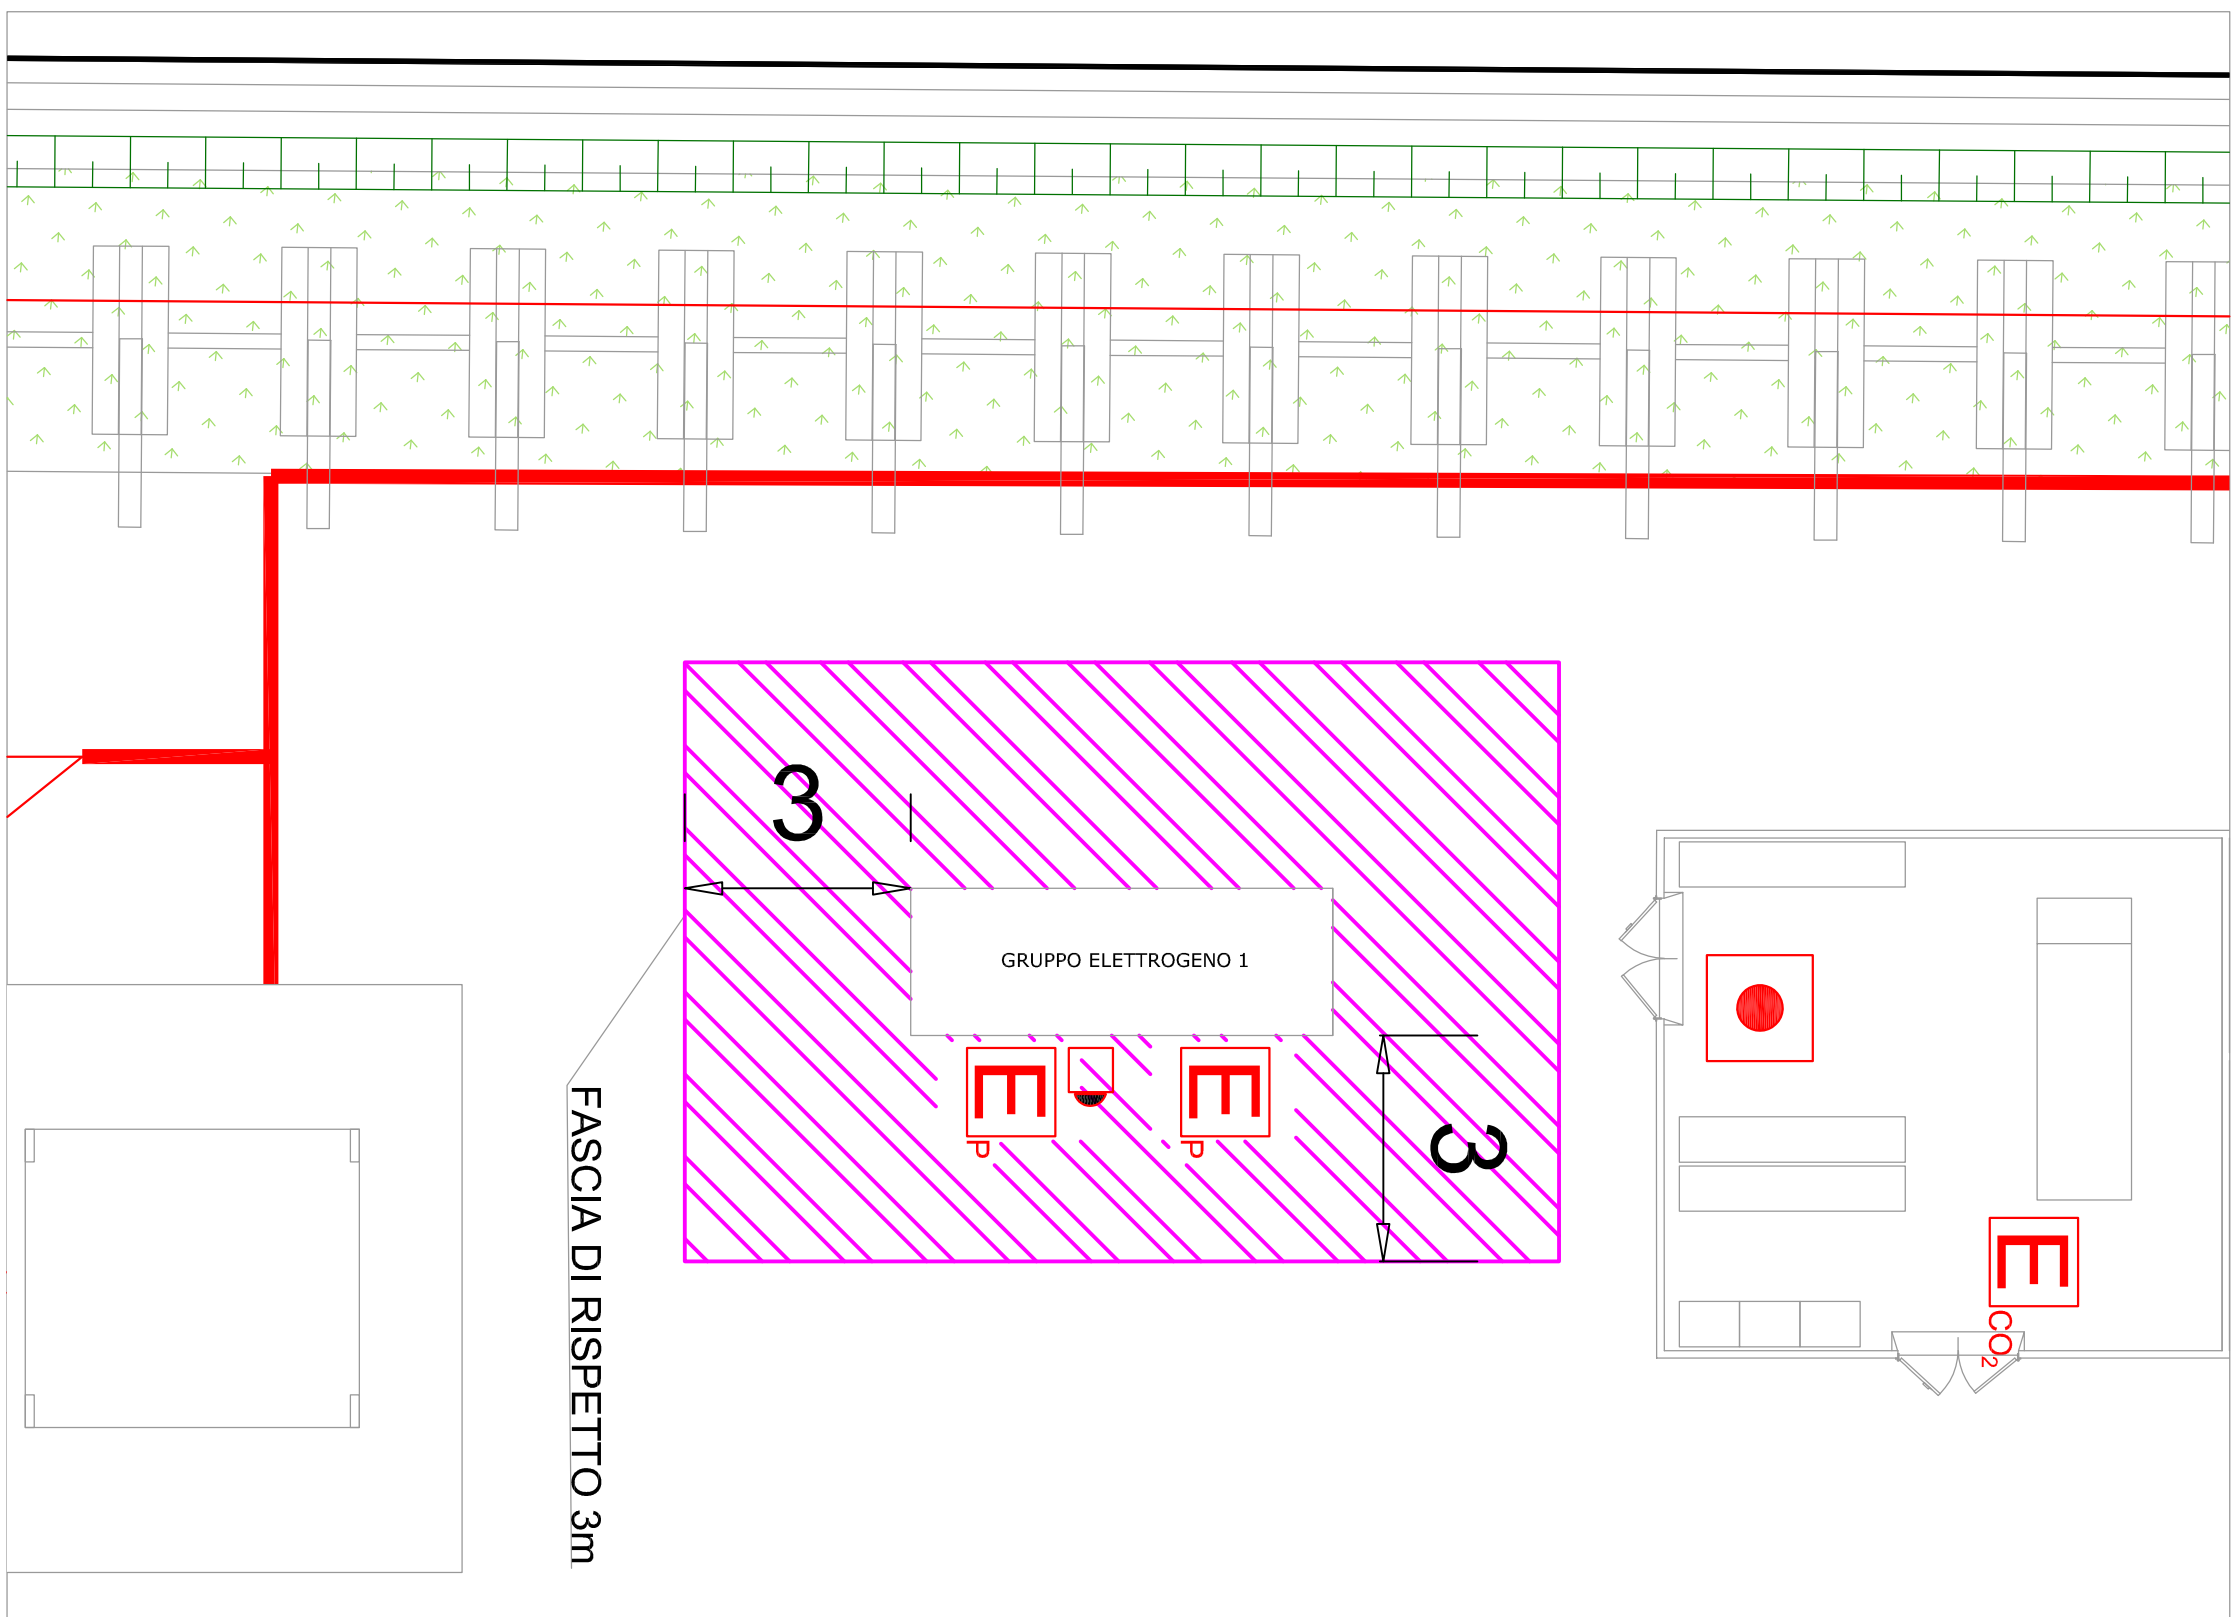 3
GRUPPO ELETTROGENO 1
E
P
E
P
3
FASCIA DI RISPETTO 3m
E
CO₂